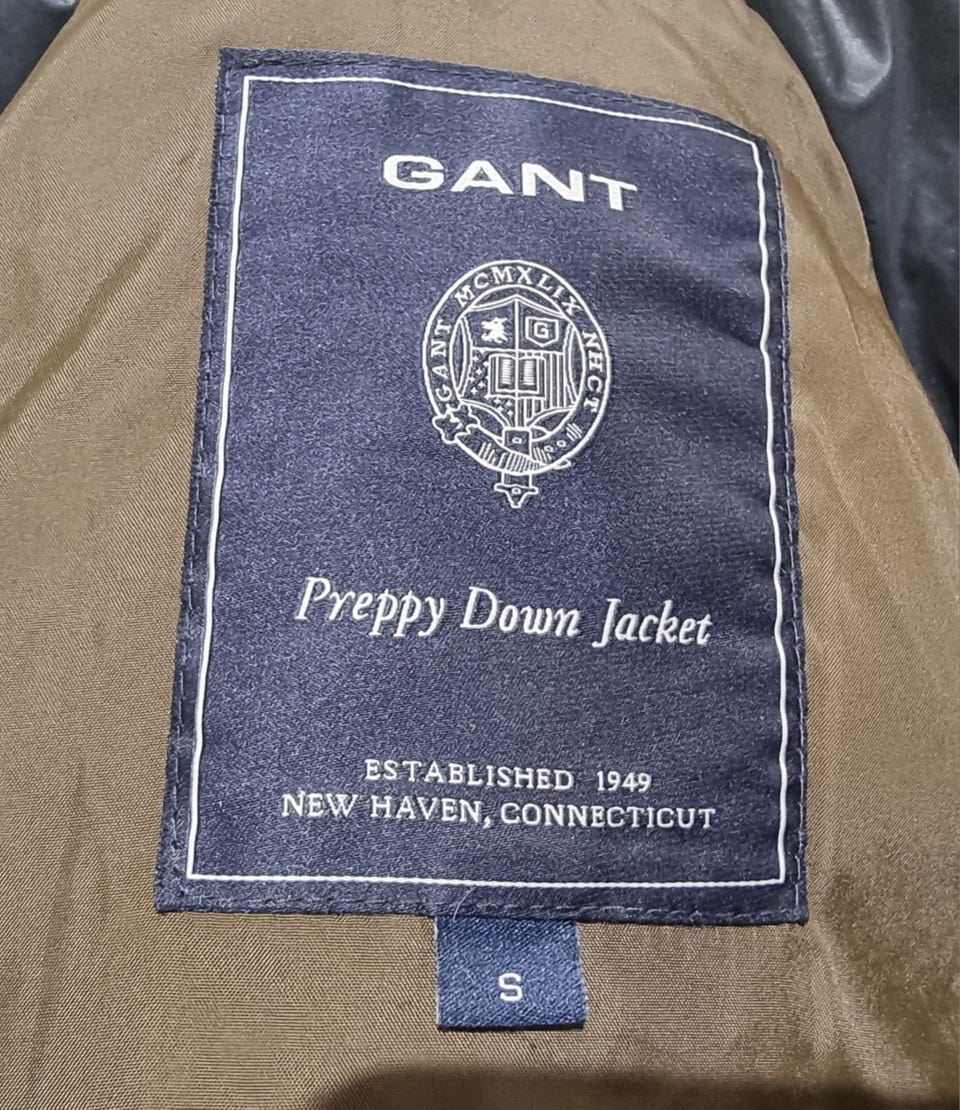 GANT
GANT MCMXLIX NHCT
G
Preppy Down Jacket
ESTABLISHED 1949
NEW HAVEN, CONNECTICUT
S